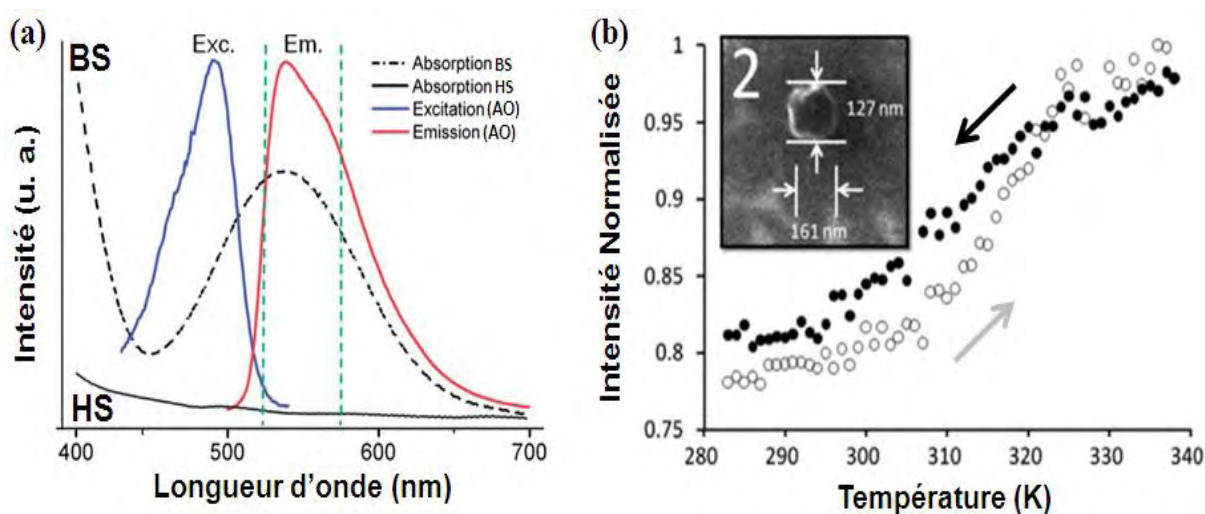 (a)
BS
Exc.
Em.
Absorption BS
Absorption HS
Excitation (AO)
Emission (AO)
HS
Intensité (u. a.)
400
500
600
700
Longueur d'onde (nm)
(b)
1
0.95
0.9
0.85
0.8
0.75
Intensité Normalisée
2
127 nm
161 nm
280
290
300
310
320
330
340
Température (K)